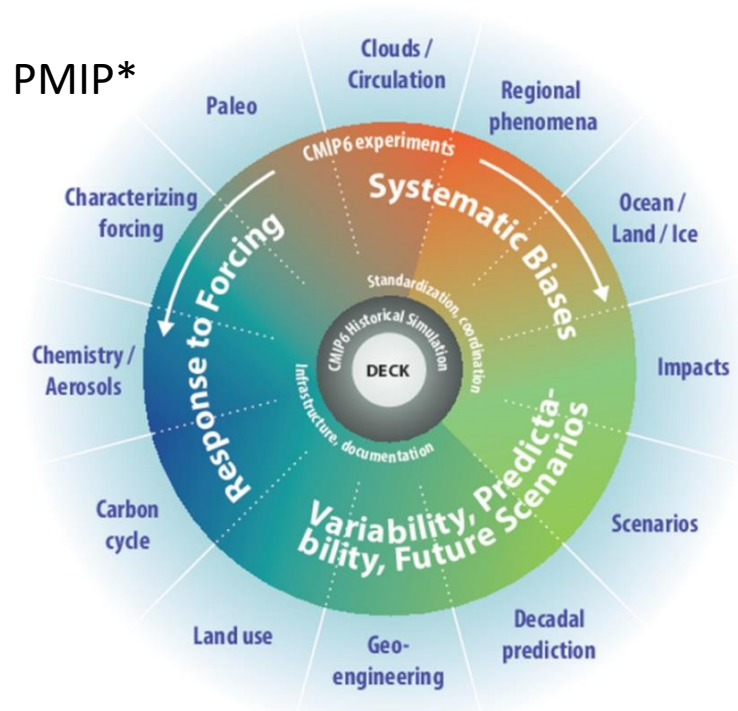 PMIP*
Clouds /
Circulation
Regional
phenomena
Ocean /
Land / Ice
Impacts
Scenarios
Decadal
prediction
Geo-
engineering
Land use
Carbon
cycle
Chemistry /
Aerosols
Characterizing
forcing
Paleo
CMIP6 experiments
Systematic Biases
Variability, Predicta-
bility, Future Scenarios
Response to Forcing
Standardization, coordination
Infrastructure, documentation
CMIP6 Historical Simulation
DECK